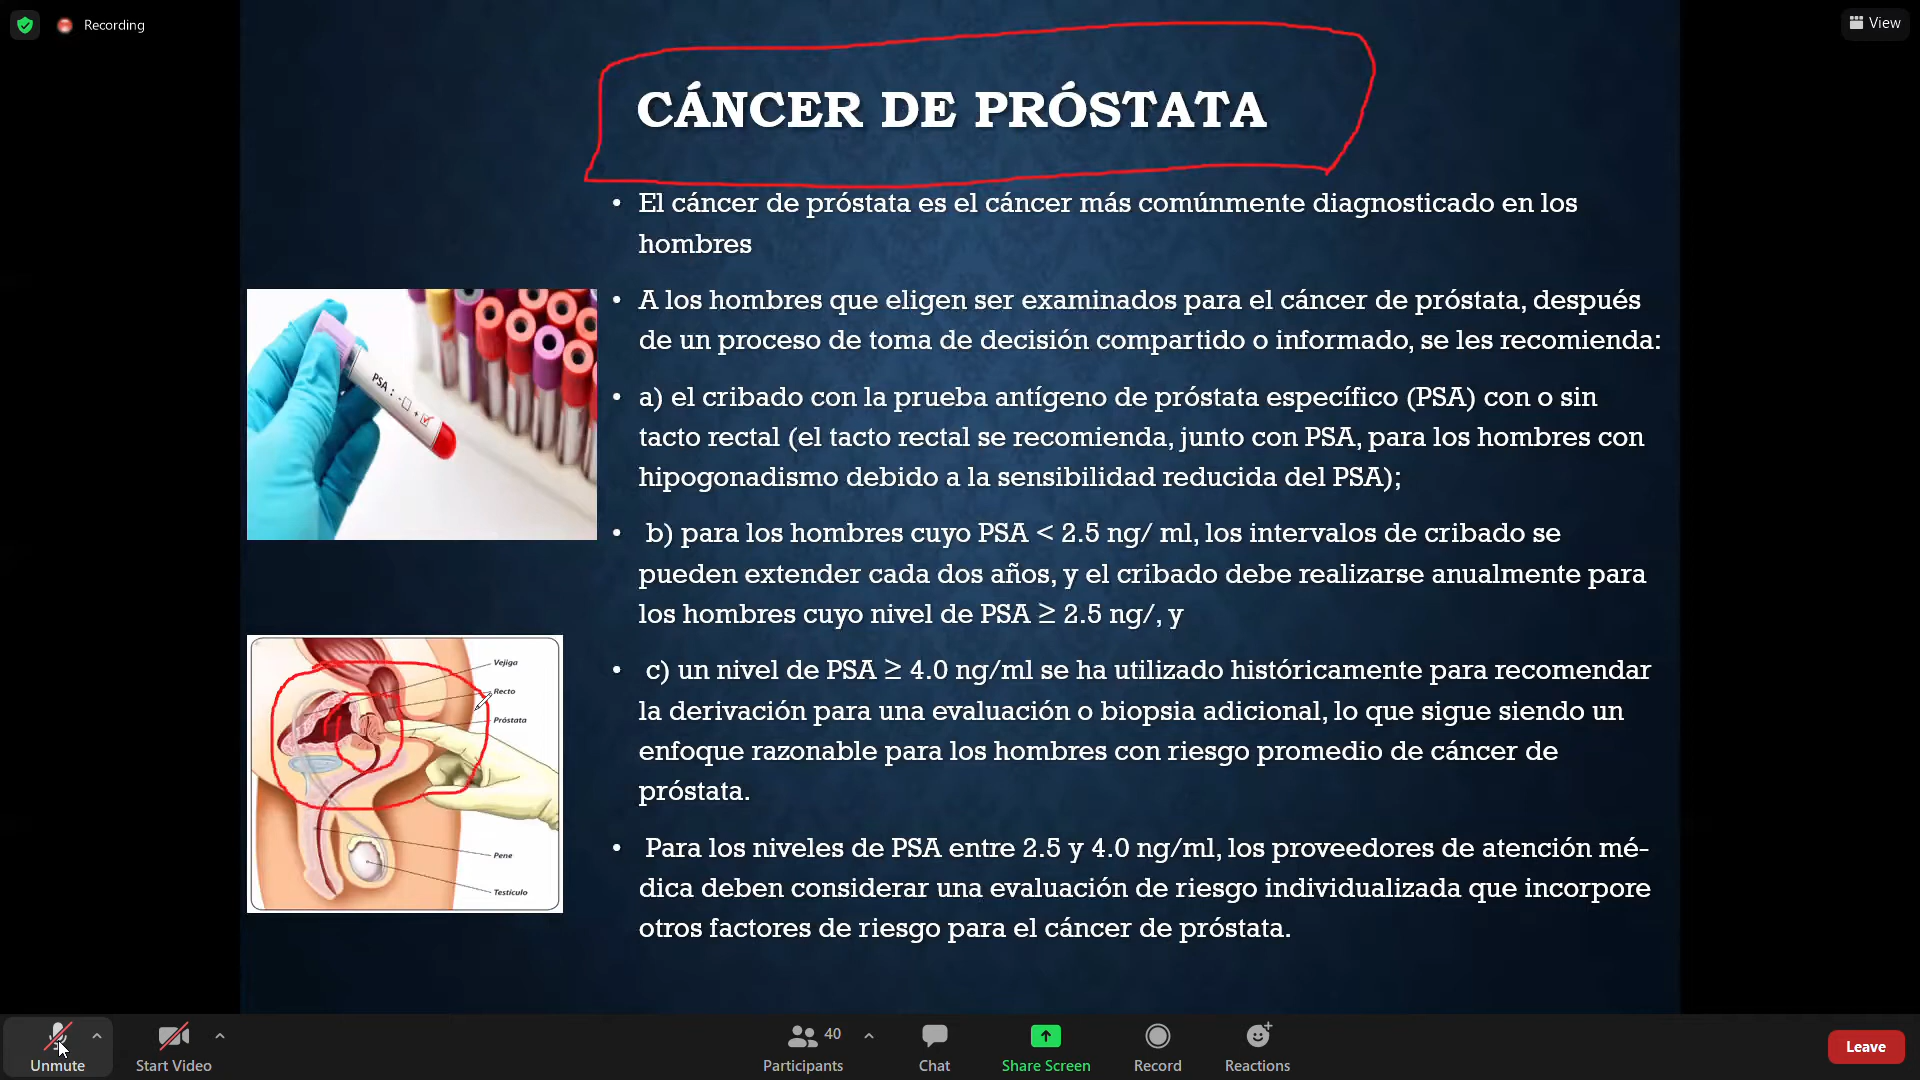 Recording
View
CÁNCER DE PRÓSTATA
• El cáncer de próstata es el cáncer más comúnmente diagnosticado en los
hombres
• A los hombres que eligen ser examinados para el cáncer de próstata, después
de un proceso de toma de decisión compartido o informado, se les recomienda:
• a) el cribado con la prueba antígeno de próstata específico (PSA) con o sin
tacto rectal (el tacto rectal se recomienda, junto con PSA, para los hombres con
hipogonadismo debido a la sensibilidad reducida del PSA);
• b) para los hombres cuyo PSA < 2.5 ng/ ml, los intervalos de cribado se
pueden extender cada dos años, y el cribado debe realizarse anualmente para
los hombres cuyo nivel de PSA ≥ 2.5 ng/, y
• c) un nivel de PSA ≥ 4.0 ng/ml se ha utilizado históricamente para recomendar
la derivación para una evaluación o biopsia adicional, lo que sigue siendo un
enfoque razonable para los hombres con riesgo promedio de cáncer de
próstata.
• Para los niveles de PSA entre 2.5 y 4.0 ng/ml, los proveedores de atención mé-
dica deben considerar una evaluación de riesgo individualizada que incorpore
otros factores de riesgo para el cáncer de próstata.
PSA : - +
Vejiga
Recto
Próstata
Pene
Testículo
Unmute
Start Video
Participants 40
Chat
Share Screen
Record
Reactions
Leave